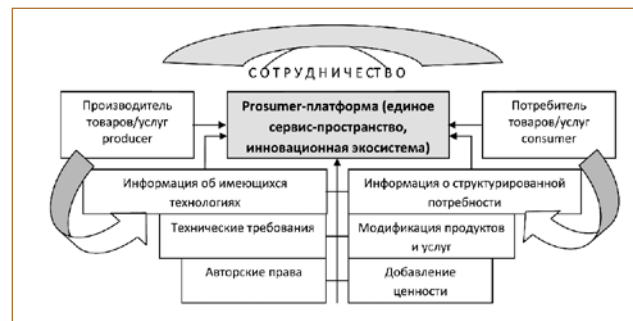 СОТРУДНИЧЕСТВО
Производитель
товаров/услуг
producer
Prosumer-платформа (единое
сервис-пространство,
инновационная экосистема)
Потребитель
товара/услуг
consumer
Информация об имеющихся
технологиях
Информация о структурированной
потребности
Технические требования
Модификация продуктов
и услуг
Авторские права
Добавление
ценности